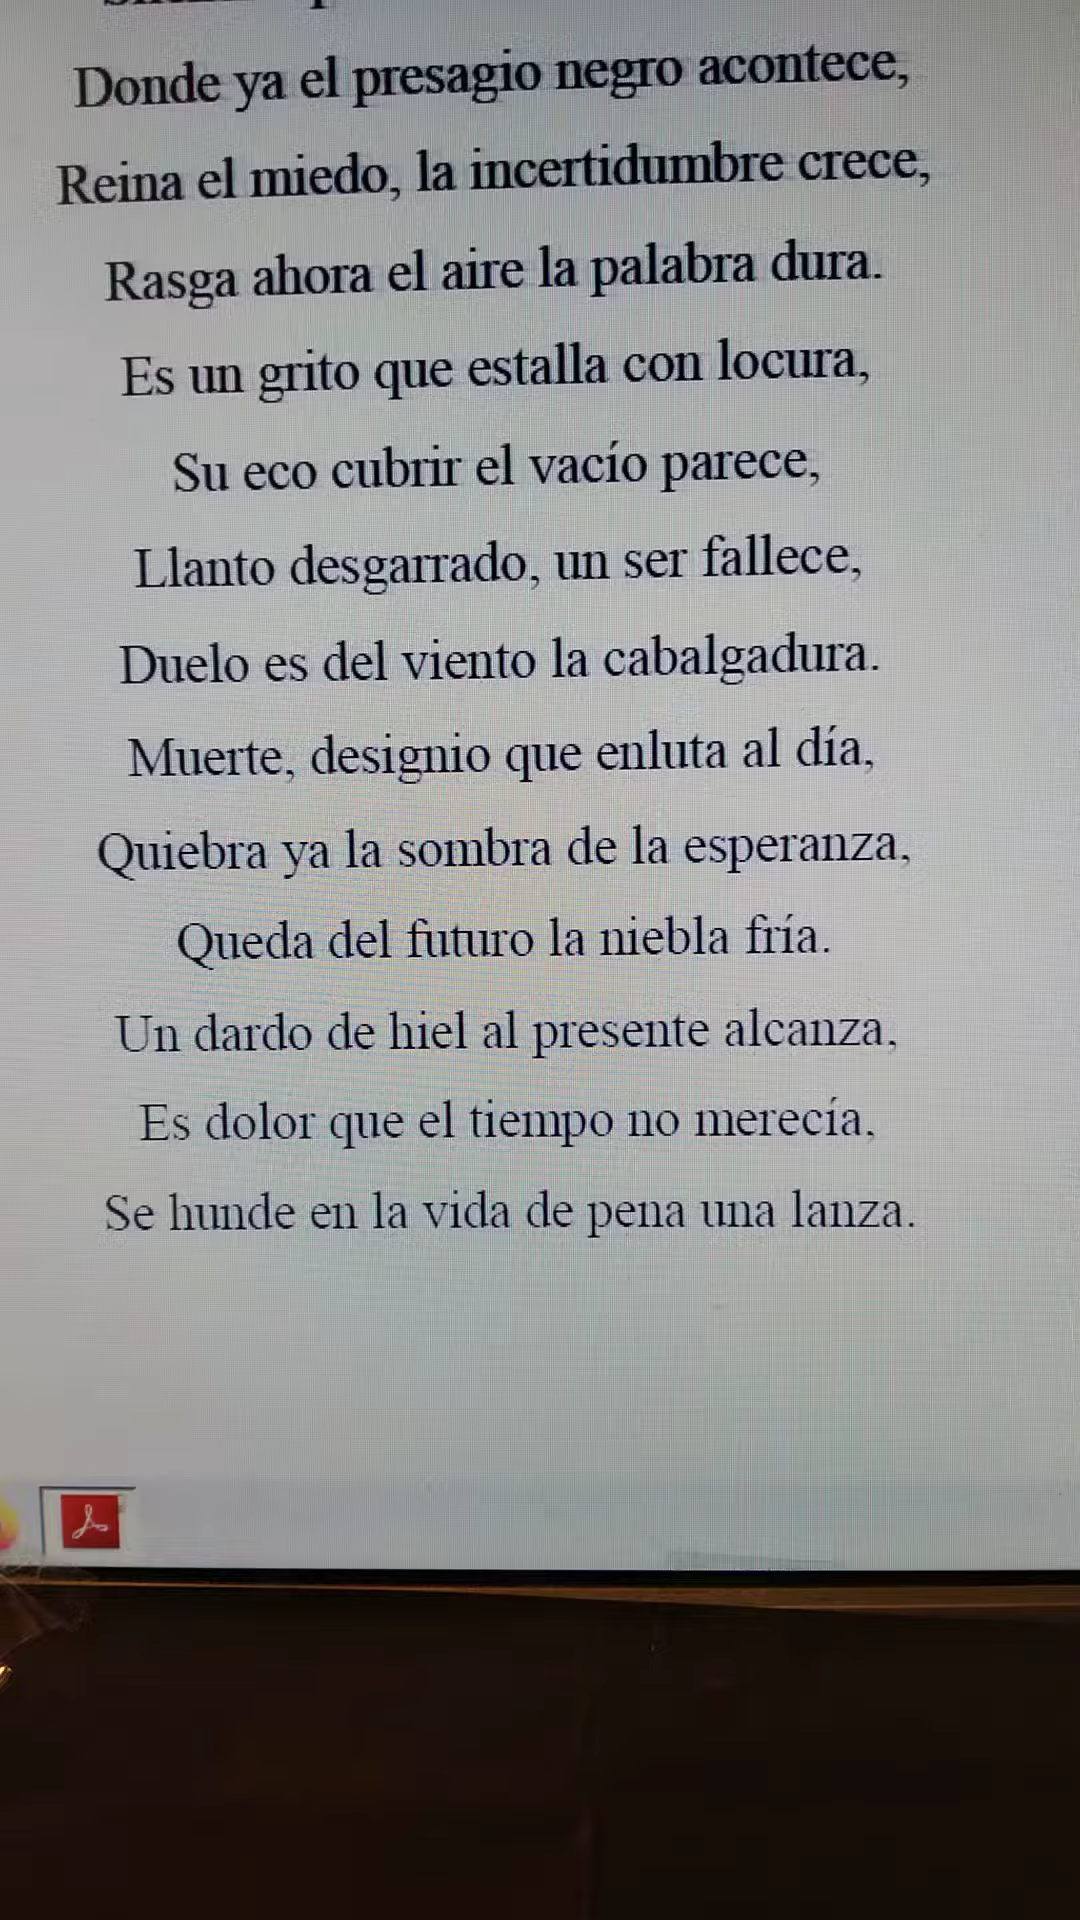 Donde ya el presagio negro acontece,
Reina el miedo, la incertidumbre crece,
Rasga ahora el aire la palabra dura.
Es un grito que estalla con locura,
Su eco cubrir el vacío parece,
Llanto desgarrado, un ser fallece,
Duelo es del viento la cabalgadura.
Muerte, designio que enluta al día,
Quiebra ya la sombra de la esperanza,
Queda del futuro la niebla fría.
Un dardo de hiel al presente alcanza,
Es dolor que el tiempo no merecía,
Se hunde en la vida de pena una lanza.